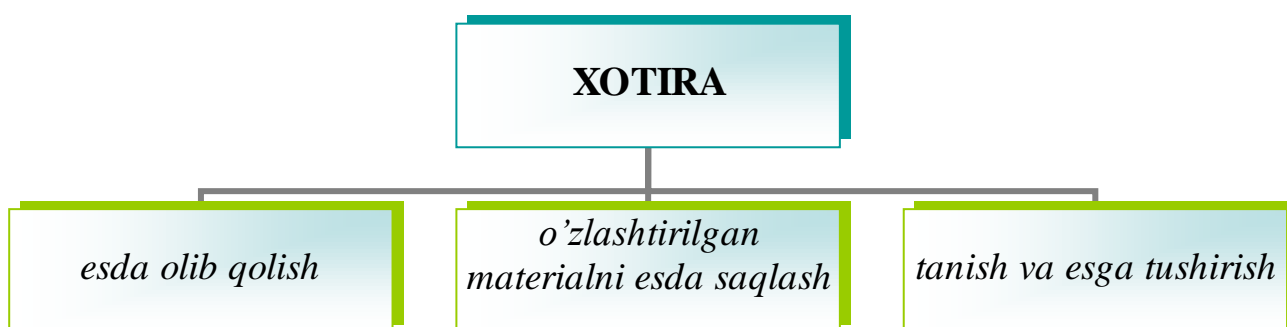 XOTIRA
esda olib qolish
o’zlashtirilgan
materialni esda saqlash
tanish va esga tushirish